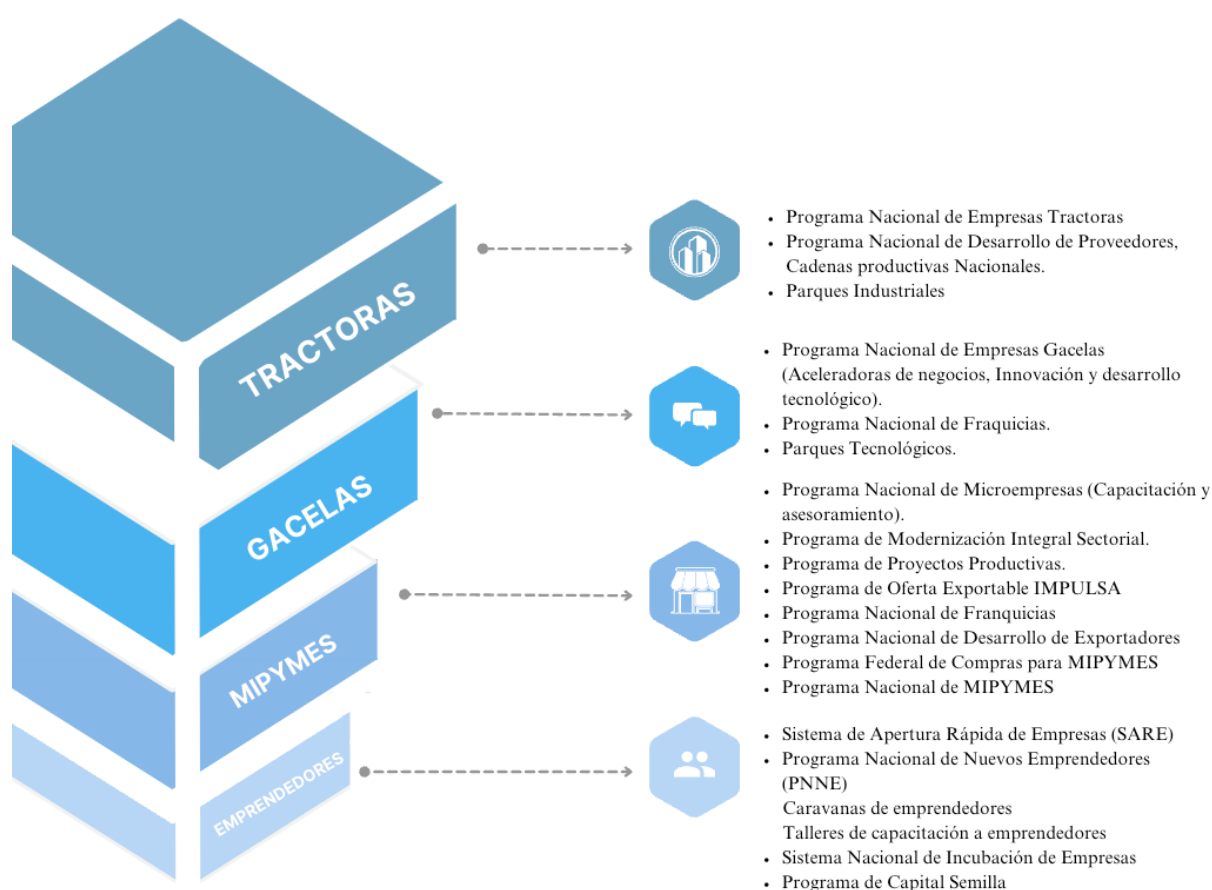 TRACTORAS
• Programa Nacional de Empresas Tractoras
• Programa Nacional de Desarrollo de Proveedores,
Cadenas productivas Nacionales.
• Parques Industriales
GACELAS
• Programa Nacional de Empresas Gacelas
(Aceleradoras de negocios, Innovación y desarrollo
tecnológico).
• Programa Nacional de Fraquicias.
• Parques Tecnológicos.
MIPYMES
• Programa Nacional de Microempresas (Capacitación y
asesoramiento).
• Programa de Modernización Integral Sectorial.
• Programa de Proyectos Productivas.
• Programa de Oferta Exportable IMPULSA
• Programa Nacional de Franquicias
• Programa Nacional de Desarrollo de Exportadores
• Programa Federal de Compras para MIPYMES
• Programa Nacional de MIPYMES
EMPRENDEDORES
• Sistema de Apertura Rápida de Empresas (SARE)
• Programa Nacional de Nuevos Emprendedores
(PNNE)
Caravanas de emprendedores
Talleres de capacitación a emprendedores
• Sistema Nacional de Incubación de Empresas
• Programa de Capital Semilla